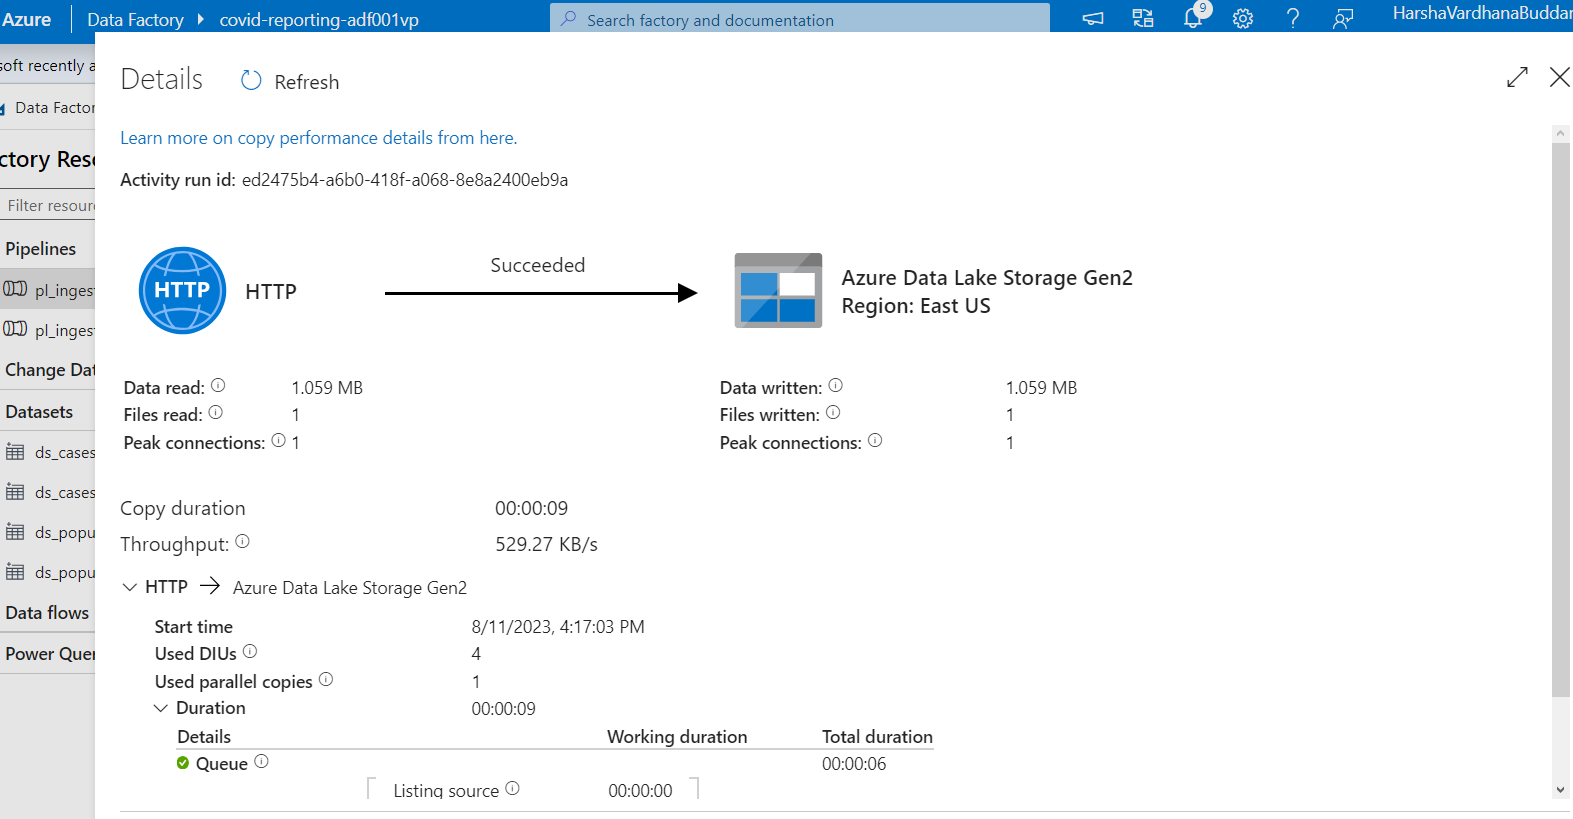 Azure Data Factory covid-reporting-adf001vp Search factory and documentation 9 HarshaVardhanaBuddan
soft recently a
Data Factor
ctory Res
Filter resour
Pipelines
pl_ingest
pl_inges
Change Dat
Datasets
ds_cases
ds_cases
ds_popu
ds_popu
Data flows
Power Quer
Details Refresh
Learn more on copy performance details from here.
Activity run id: ed2475b4-a6b0-418f-a068-8e8a2400eb9a
HTTP HTTP Succeeded Azure Data Lake Storage Gen2
Region: East US
Data read: 1.059 MB Data written: 1.059 MB
Files read: 1 Files written: 1
Peak connections: 1 Peak connections: 1
Copy duration 00:00:09
Throughput: 529.27 KB/s
HTTP Azure Data Lake Storage Gen2
Start time 8/11/2023, 4:17:03 PM
Used DIUs 4
Used parallel copies 1
Duration 00:00:09
Details Working duration Total duration
Queue 00:00:06
Listing source 00:00:00